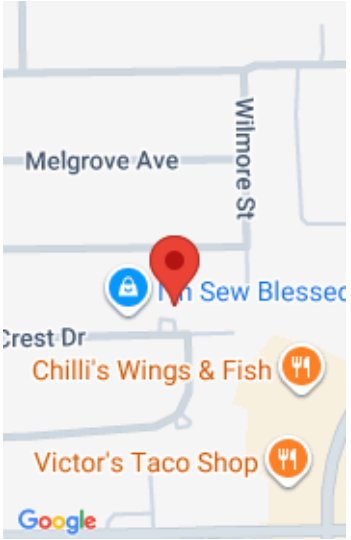 Wilmore St
Melgrove Ave
Sew Blessed
Crest Dr
Chilli's Wings & Fish
Victor's Taco Shop
Google